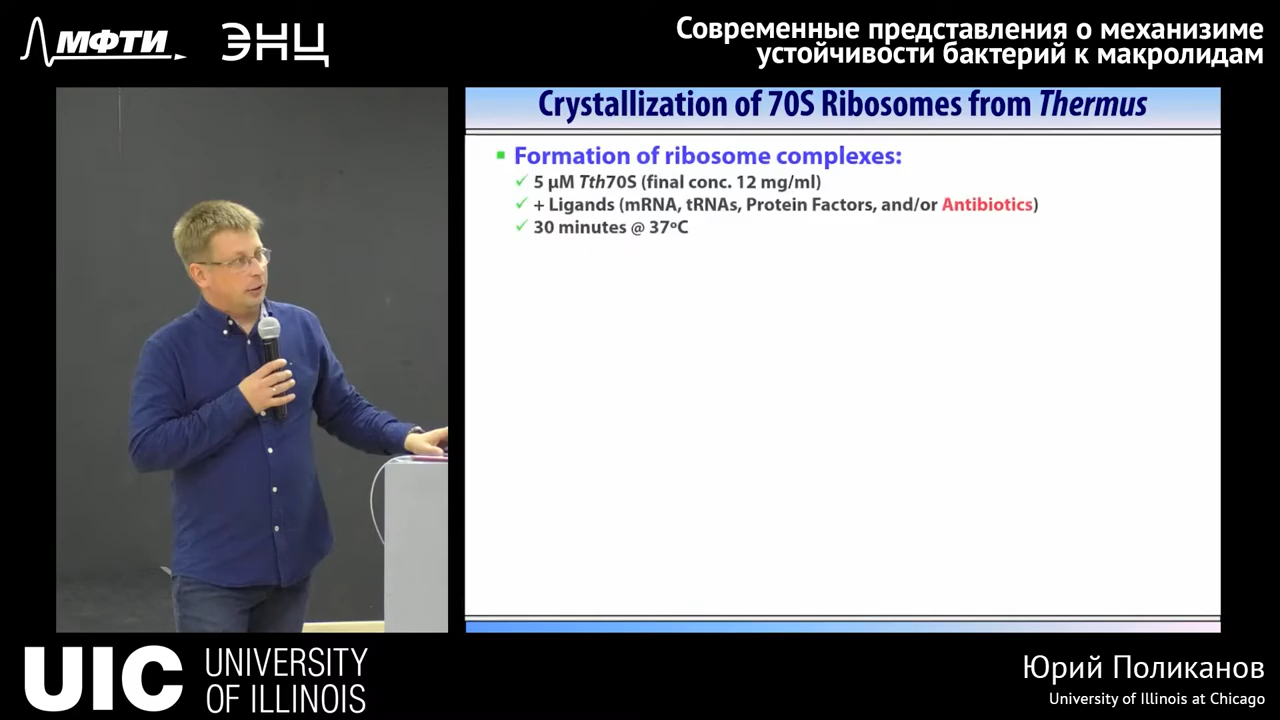 МФТИ
ЭНЦ
Современные представления о механизиме
устойчивости бактерий к макролидам
Crystallization of 70S Ribosomes from Thermus
Formation of ribosome complexes:
5 µM Tth70S (final conc. 12 mg/ml)
+ Ligands (mRNA, tRNAs, Protein Factors, and/or Antibiotics)
30 minutes @ 37ºC
UIC
UNIVERSITY
OF ILLINOIS
Юрий Поликанов
University of Illinois at Chicago